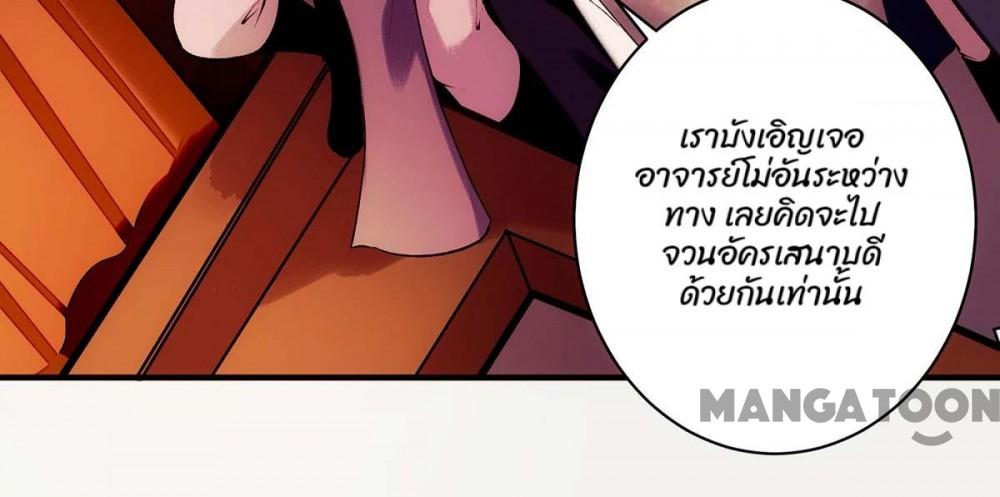 เราบังเอิญเจอ
อาจารย์โม่อันระหว่าง
ทาง เลยคิดจะไป
จวนอัครเสนาบดี
ด้วยกันเท่านั้น
MANGATOON